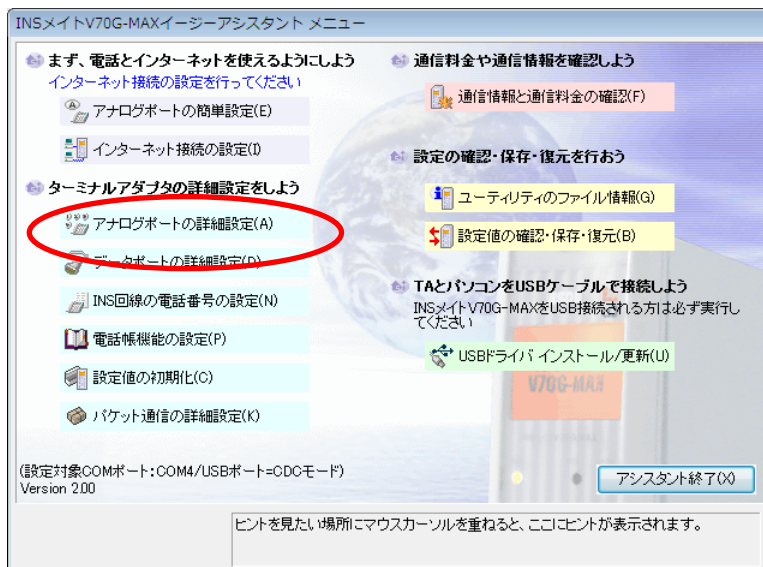 INSメイトV70G-MAXイージーアシスタント メニュー
まず、電話とインターネットを使えるようにしよう
インターネット接続の設定を行ってください
アナログポートの簡単設定(E)
インターネット接続の設定(I)
ターミナルアダプタの詳細設定をしよう
アナログポートの詳細設定(A)
データポートの詳細設定(D)
INS回線の電話番号の設定(N)
電話帳機能の設定(P)
設定値の初期化(C)
パケット通信の詳細設定(K)
(設定対象COMポート:COM4/USBポート=CDCモード)
Version 2.00
通信料金や通信情報を確認しよう
通信情報と通信料金の確認(F)
設定の確認・保存・復元を行おう
ユーティリティのファイル情報(G)
設定値の確認・保存・復元(B)
TAとパソコンをUSBケーブルで接続しよう
INSメイトV70G-MAXをUSB接続される方は必ず実行し
てください
USBドライバ インストール/更新(U)
V70G-MAX
アシスタント終了(X)
ヒントを見たい場所にマウスカーソルを重ねると、ここにヒントが表示されます。